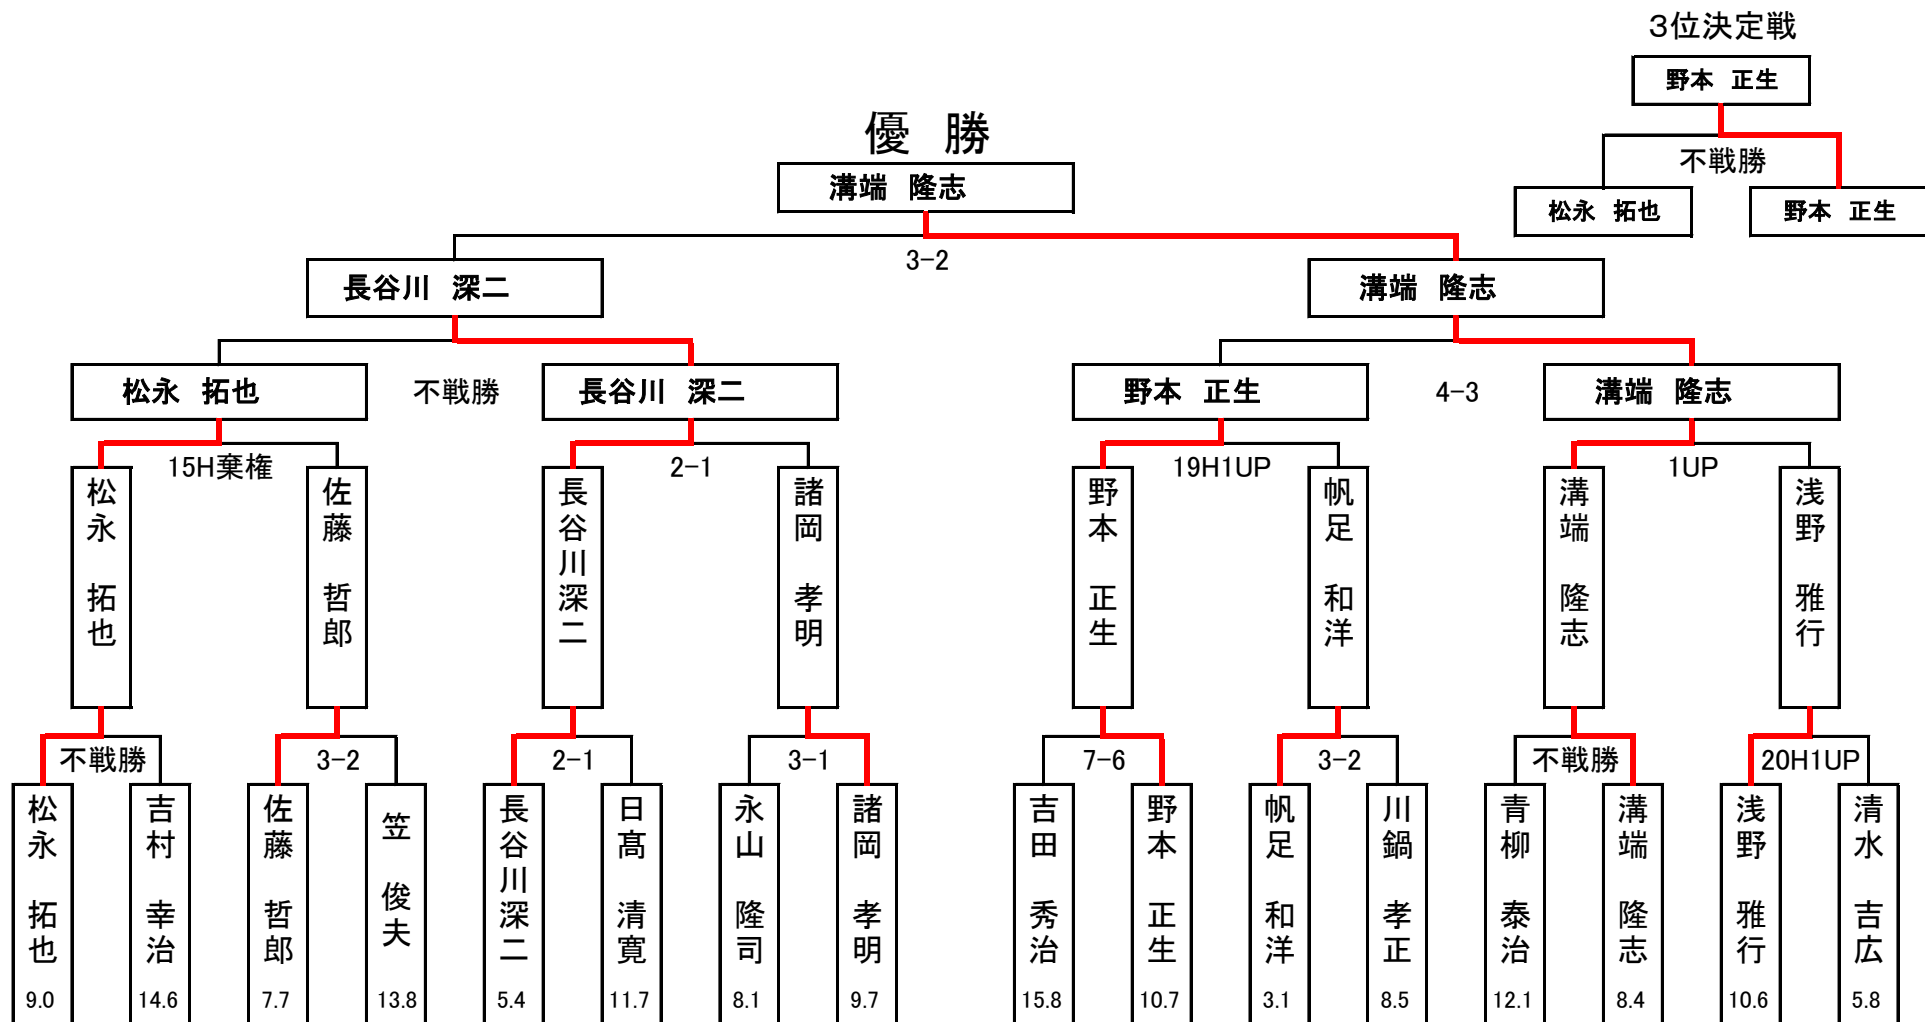 3位決定戦
野本 正生
不戦勝
松永 拓也
野本 正生
優 勝
溝端 隆志
3-2
長谷川 深二
溝端 隆志
松永 拓也
不戦勝
長谷川 深二
野本 正生
4-3
溝端 隆志
15H棄権
2-1
19H1UP
1UP
松永 拓也
佐藤 哲郎
長谷川深二
諸岡 孝明
野本 正生
帆足 和洋
溝端 隆志
浅野 雅行
不戦勝
3-2
2-1
3-1
7-6
3-2
不戦勝
20H1UP
松永 拓也
吉村 幸治
佐藤 哲郎
笠 俊夫
長谷川深二
日髙 清寛
永山 隆司
諸岡 孝明
吉田 秀治
野本 正生
帆足 和洋
川鍋 孝正
青柳 泰治
溝端 隆志
浅野 雅行
清水 吉広
9.0
14.6
7.7
13.8
5.4
11.7
8.1
9.7
15.8
10.7
3.1
8.5
12.1
8.4
10.6
5.8